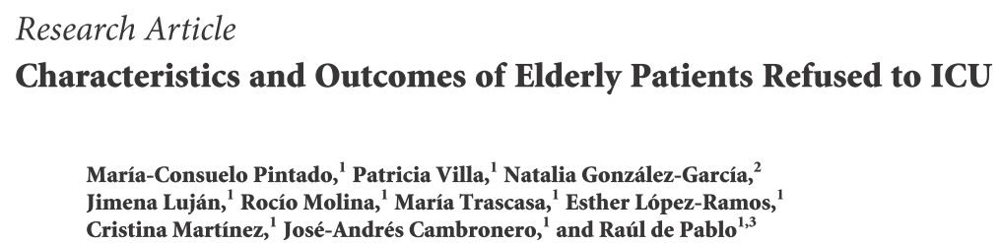 Research Article
Characteristics and Outcomes of Elderly Patients Refused to ICU
María-Consuelo Pintado,¹ Patricia Villa,¹ Natalia González-García,²
Jimena Luján,¹ Rocío Molina,¹ María Trascasa,¹ Esther López-Ramos,¹
Cristina Martínez,¹ José-Andrés Cambronero,¹ and Raúl de Pablo¹,³